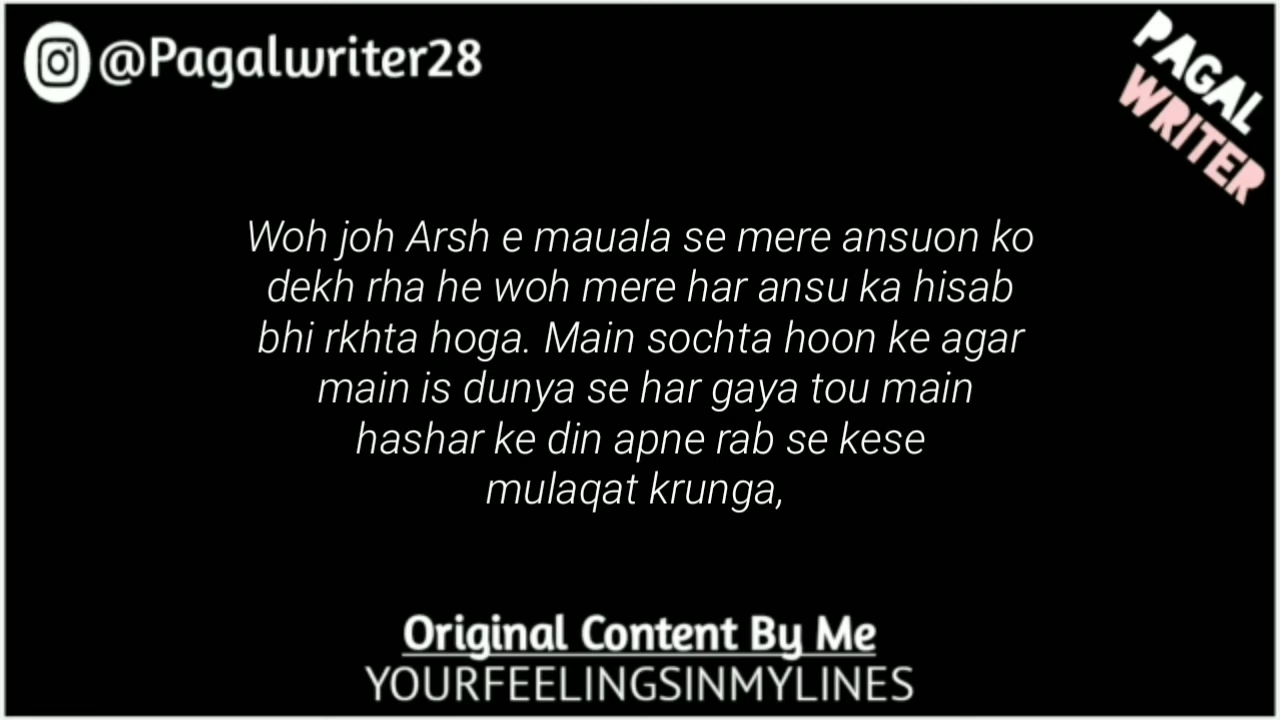 @Pagalwriter28
PAGAL
WRITER
Woh joh Arsh e mauala se mere ansuon ko
dekh rha he woh mere har ansu ka hisab
bhi rkhta hoga. Main sochta hoon ke agar
main is dunya se har gaya tou main
hashar ke din apne rab se kese
mulaqat krunga,
Original Content By Me
YOURFEELINGSINMYLINES